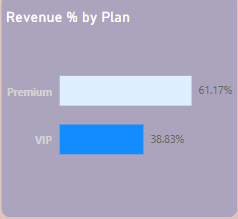 Revenue % by Plan
Premium 61.17%
VIP 38.83%